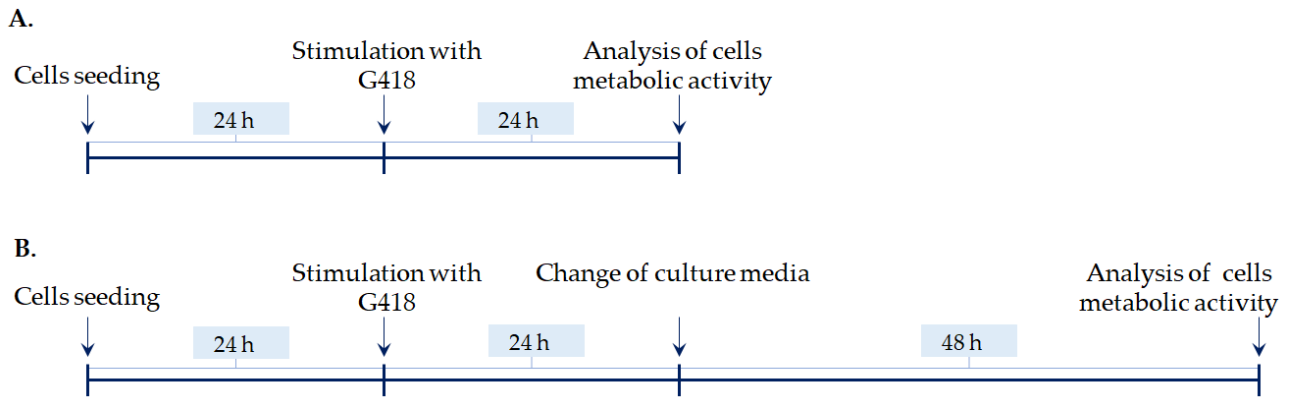 A.
Stimulation with
G418
Analysis of cells
metabolic activity
Cells seeding
24 h
24 h
B.
Stimulation with
G418
Change of culture media
Analysis of cells
metabolic activity
Cells seeding
24 h
24 h
48 h